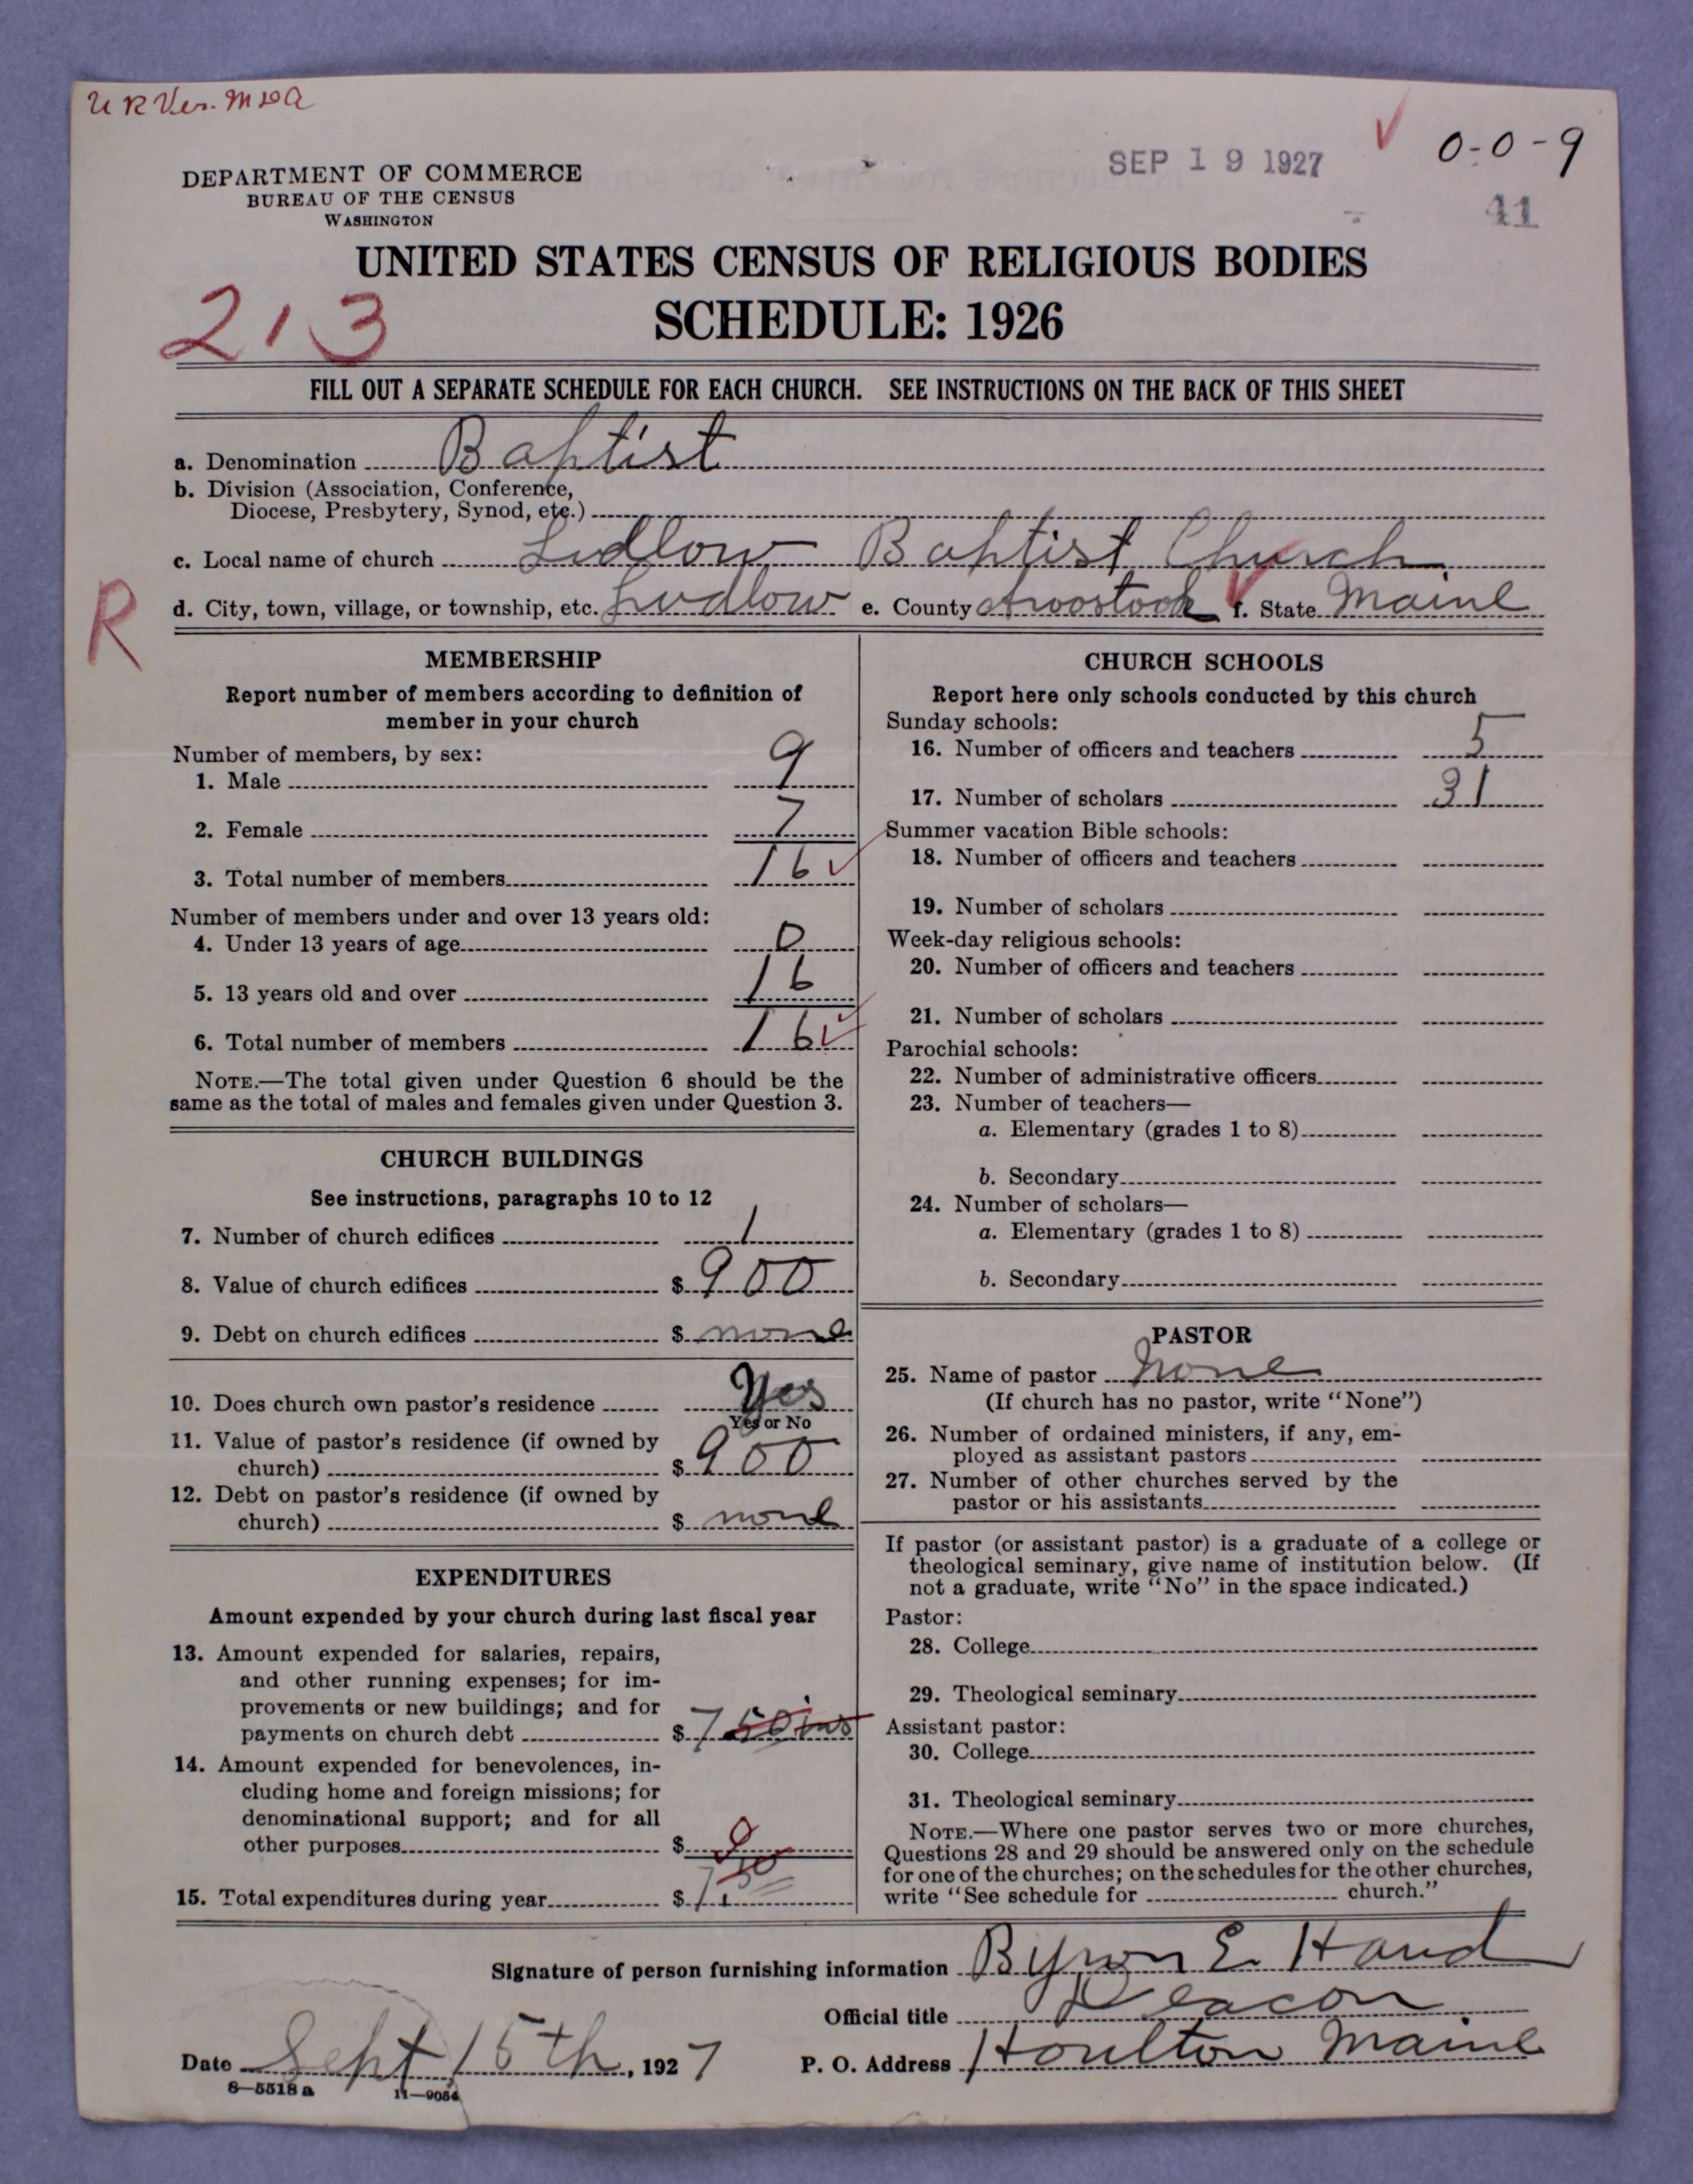 U R Ver. MDA
SEP 19 1927
0-0-9
41
DEPARTMENT OF COMMERCE
BUREAU OF THE CENSUS
WASHINGTON
UNITED STATES CENSUS OF RELIGIOUS BODIES
213
SCHEDULE: 1926
FILL OUT A SEPARATE SCHEDULE FOR EACH CHURCH. SEE INSTRUCTIONS ON THE BACK OF THIS SHEET
a. Denomination Baptist
b. Division (Association, Conference,
Diocese, Presbytery, Synod, etc.)
c. Local name of church Ludlow Baptist Church.
R
d. City, town, village, or township, etc. Ludlow e. County Aroostook f. State Maine
MEMBERSHIP
Report number of members according to definition of
member in your church
Number of members, by sex:
1. Male 9
2. Female 7
3. Total number of members 16
Number of members under and over 13 years old:
4. Under 13 years of age 0
5. 13 years old and over 16
6. Total number of members 16
NOTE.—The total given under Question 6 should be the
same as the total of males and females given under Question 3.
CHURCH BUILDINGS
See instructions, paragraphs 10 to 12
7. Number of church edifices 1
8. Value of church edifices $ 900
9. Debt on church edifices $ none
10. Does church own pastor's residence Yes
Yes or No
11. Value of pastor's residence (if owned by
church) $ 900
12. Debt on pastor's residence (if owned by
church) $ none
EXPENDITURES
Amount expended by your church during last fiscal year
13. Amount expended for salaries, repairs,
and other running expenses; for im-
provements or new buildings; and for
payments on church debt $ 7 50 ins
14. Amount expended for benevolences, in-
cluding home and foreign missions; for
denominational support; and for all
other purposes $ 0
15. Total expenditures during year $ 7 50
CHURCH SCHOOLS
Report here only schools conducted by this church
Sunday schools:
16. Number of officers and teachers 5
17. Number of scholars 31
Summer vacation Bible schools:
18. Number of officers and teachers
19. Number of scholars
Week-day religious schools:
20. Number of officers and teachers
21. Number of scholars
Parochial schools:
22. Number of administrative officers
23. Number of teachers—
a. Elementary (grades 1 to 8)
b. Secondary
24. Number of scholars—
a. Elementary (grades 1 to 8)
b. Secondary
PASTOR
25. Name of pastor None
(If church has no pastor, write "None")
26. Number of ordained ministers, if any, em-
ployed as assistant pastors
27. Number of other churches served by the
pastor or his assistants
If pastor (or assistant pastor) is a graduate of a college or
theological seminary, give name of institution below. (If
not a graduate, write "No" in the space indicated.)
Pastor:
28. College
29. Theological seminary
Assistant pastor:
30. College
31. Theological seminary
NOTE.—Where one pastor serves two or more churches,
Questions 28 and 29 should be answered only on the schedule
for one of the churches; on the schedules for the other churches,
write "See schedule for church."
Signature of person furnishing information Byron E. Hand
Official title Deacon
Date Sept 15th, 1927 P. O. Address Houlton Maine
8—5518 a 11—9054